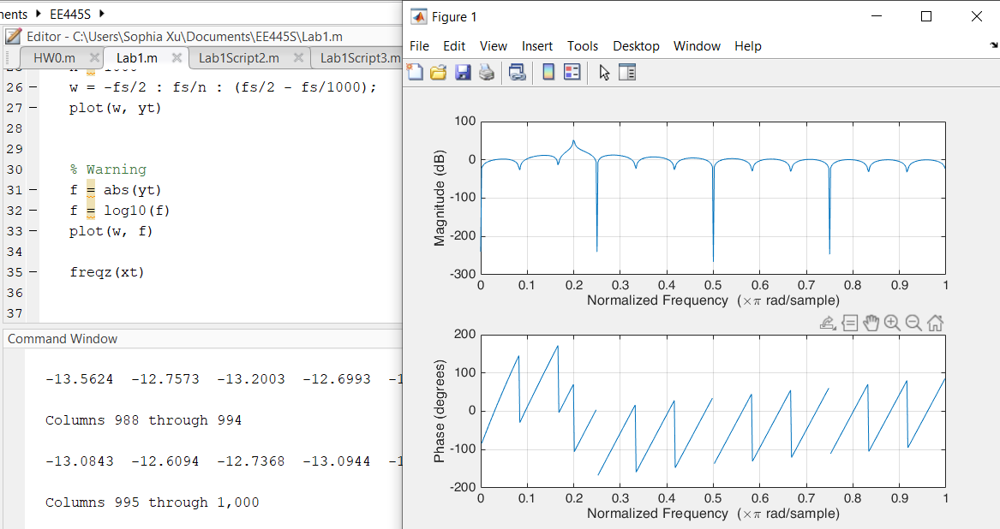 ments ▸ EE445S ▸
Editor - C:\Users\Sophia Xu\Documents\EE445S\Lab1.m
HW0.m × Lab1.m × Lab1Script2.m × Lab1Script3.m
26 – w = -fs/2 : fs/n : (fs/2 - fs/1000);
27 – plot(w, yt)
28
29
30 % Warning
31 – f = abs(yt)
32 – f = log10(f)
33 – plot(w, f)
34
35 – freqz(xt)
36
37
Command Window
-13.5624 -12.7573 -13.2003 -12.6993 -1
Columns 988 through 994
-13.0843 -12.6094 -12.7368 -13.0944 -1
Columns 995 through 1,000
Figure 1
File Edit View Insert Tools Desktop Window Help
Magnitude (dB)
100
0
-100
-200
-300
0 0.1 0.2 0.3 0.4 0.5 0.6 0.7 0.8 0.9 1
Normalized Frequency (×π rad/sample)
Phase (degrees)
200
100
0
-100
-200
0 0.1 0.2 0.3 0.4 0.5 0.6 0.7 0.8 0.9 1
Normalized Frequency (×π rad/sample)